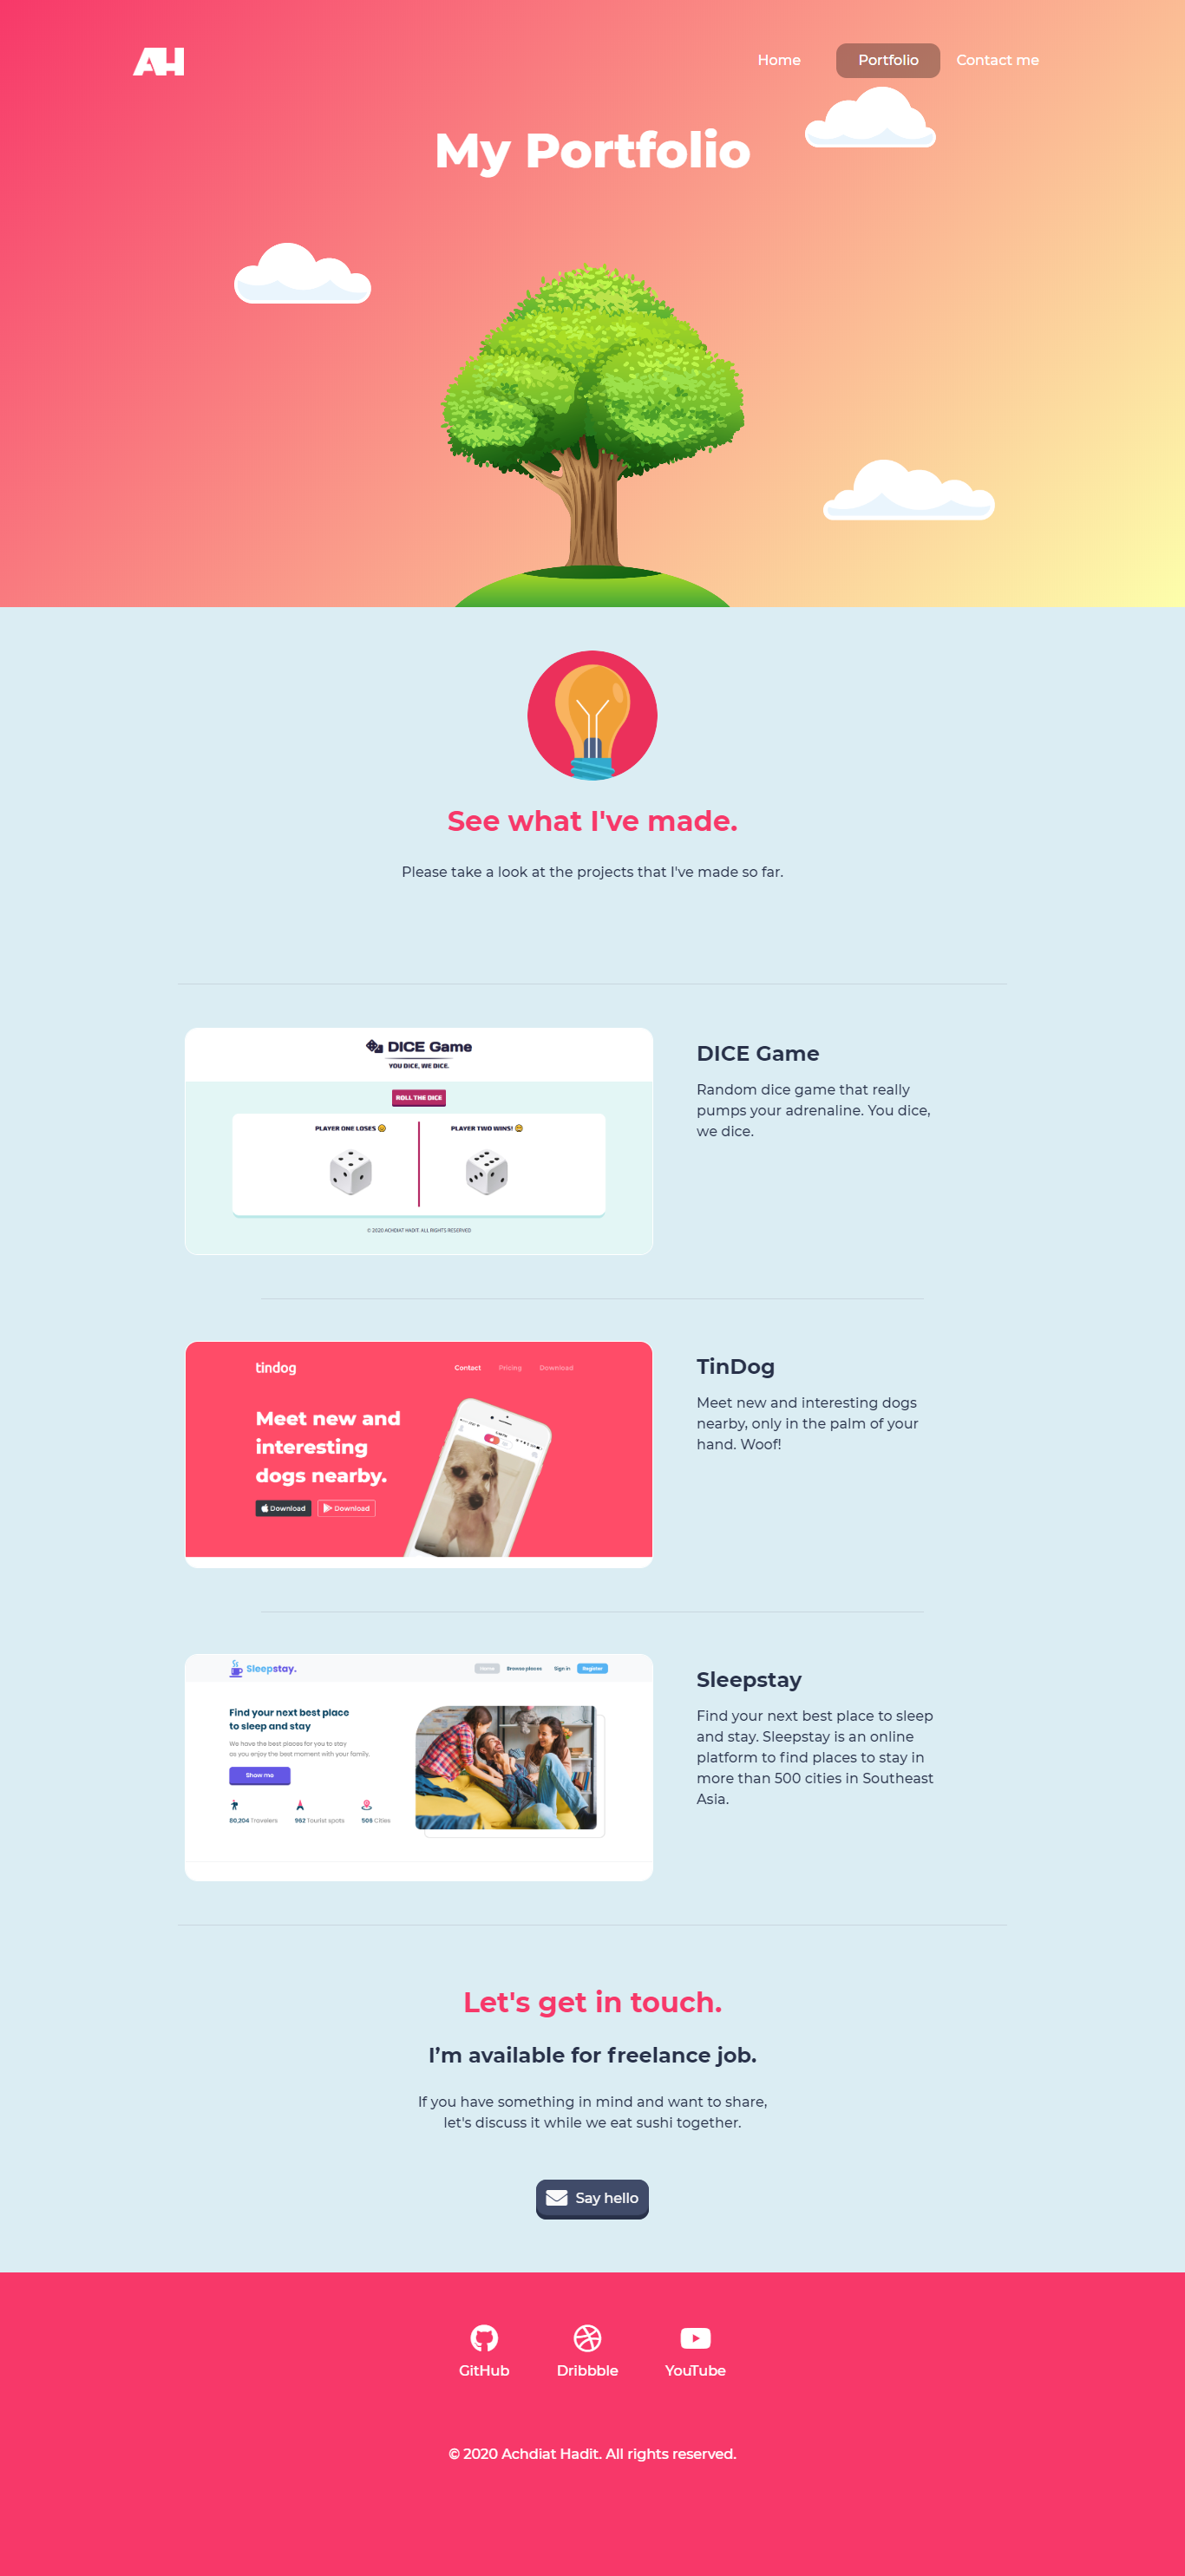 AH
Home Portfolio Contact me
My Portfolio
See what I've made.
Please take a look at the projects that I've made so far.
DICE Game
YOU DICE, WE DICE.
ROLL THE DICE
PLAYER ONE LOSES
PLAYER TWO WINS!
© 2020 ACHDIAT HADIT. ALL RIGHTS RESERVED
DICE Game
Random dice game that really
pumps your adrenaline. You dice,
we dice.
tindog
Contact Pricing Download
Meet new and
interesting
dogs nearby.
Download Download
TinDog
Meet new and interesting dogs
nearby, only in the palm of your
hand. Woof!
Sleepstay.
Home Browse places Sign in Register
Find your next best place
to sleep and stay
We have the best places for you to stay
as you enjoy the best moment with your family.
Show me
80,204 Travelers 962 Tourist spots 508 Cities
Sleepstay
Find your next best place to sleep
and stay. Sleepstay is an online
platform to find places to stay in
more than 500 cities in Southeast
Asia.
Let's get in touch.
I’m available for freelance job.
If you have something in mind and want to share,
let's discuss it while we eat sushi together.
Say hello
GitHub Dribbble YouTube
© 2020 Achdiat Hadit. All rights reserved.